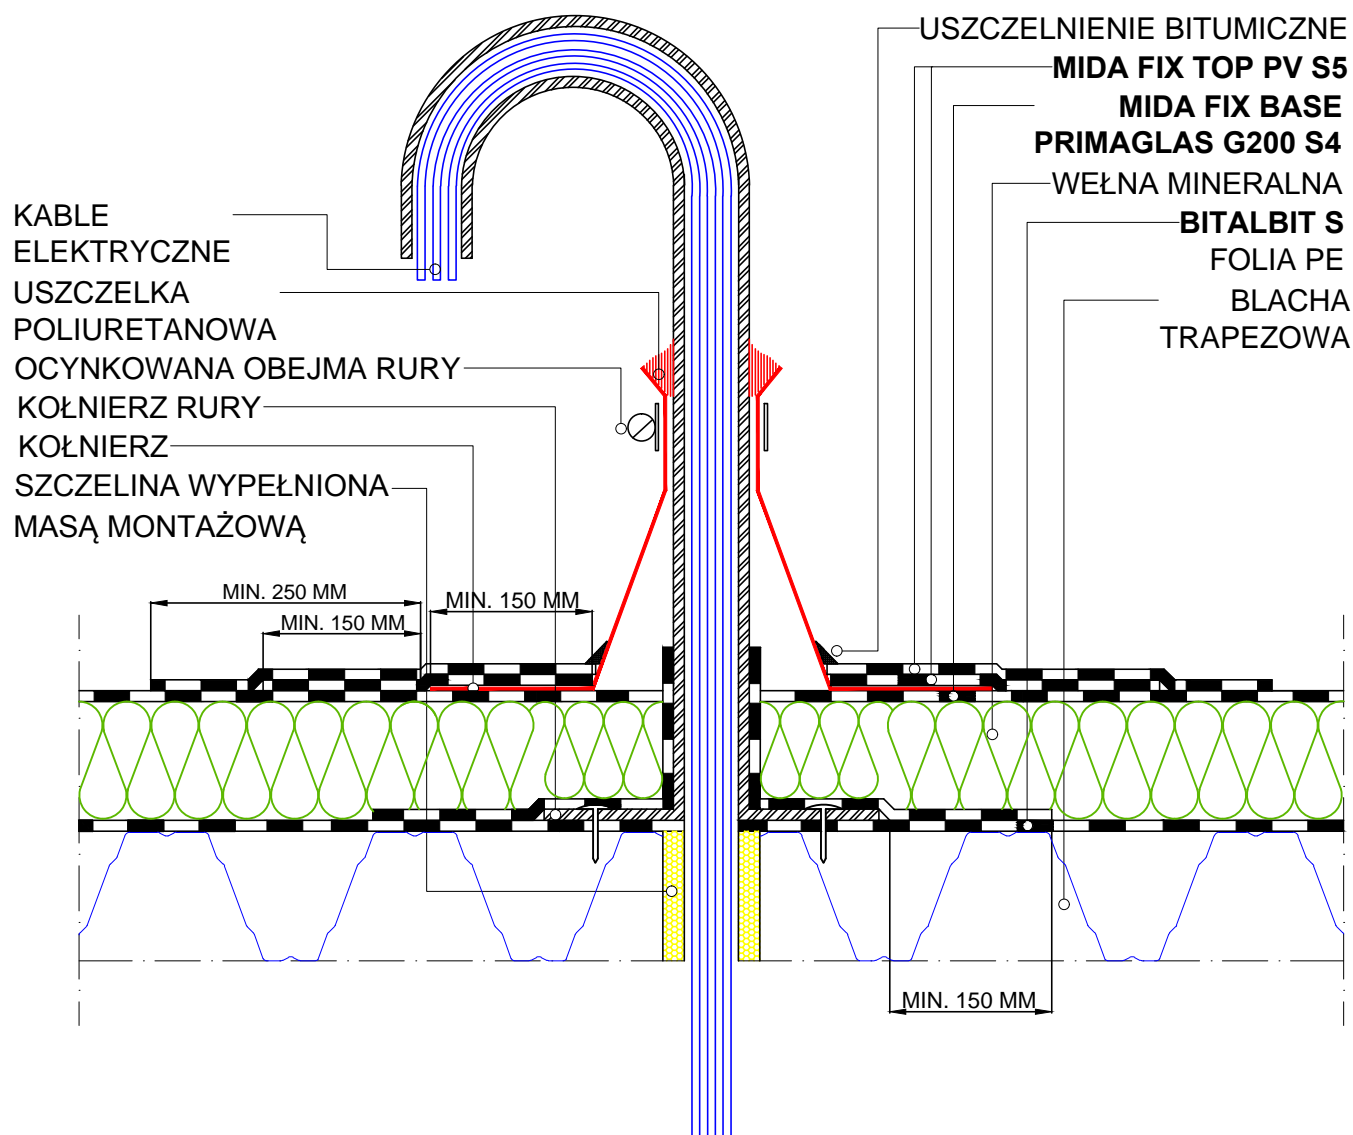 USZCZELNIENIE BITUMICZNE
MIDA FIX TOP PV S5
MIDA FIX BASE
PRIMAGLAS G200 S4
WEŁNA MINERALNA
BITALBIT S
FOLIA PE
BLACHA
TRAPEZOWA
KABLE
ELEKTRYCZNE
USZCZELKA
POLIURETANOWA
OCYNKOWANA OBEJMA RURY
KOŁNIERZ RURY
KOŁNIERZ
SZCZELINA WYPEŁNIONA
MASĄ MONTAŻOWĄ
MIN. 250 MM
MIN. 150 MM
MIN. 150 MM
MIN. 150 MM